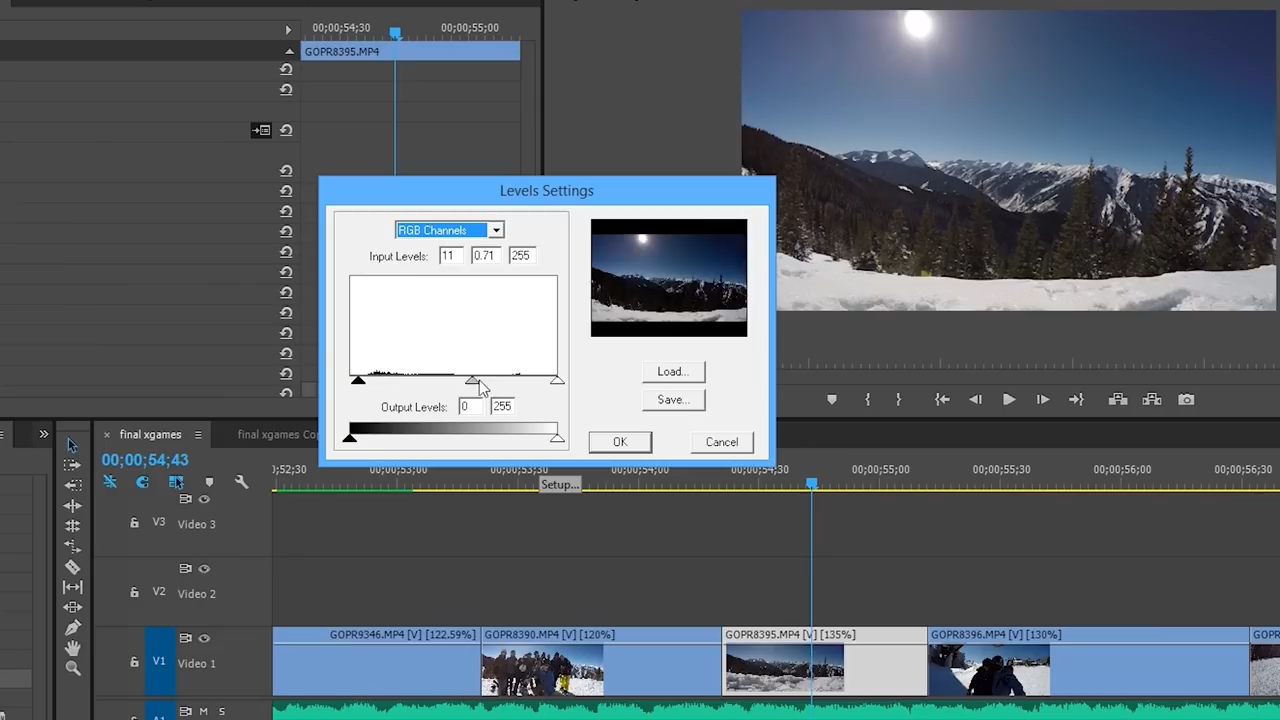 00;00;54;30
00;00;55;00
GOPR8395.MP4
Levels Settings
RGB Channels
Input Levels: 11 0.71 255
Load...
Save...
Output Levels: 0 255
OK
Cancel
× final xgames
final xgames Cop
00;00;54;43
);00;52;30 00;00;53;00 00;00;53;30 00;00;54;00 00;00;54;30 00;00;55;00 00;00;55;30 00;00;56;00 00;00;56;30
Setup...
V3 Video 3
V2 Video 2
GOPR9346.MP4 [V] [122.59%]
GOPR8390.MP4 [V] [120%]
GOPR8395.MP4 [V] [135%]
GOPR8396.MP4 [V] [130%]
GOPR8
V1 Video 1
A1 M S